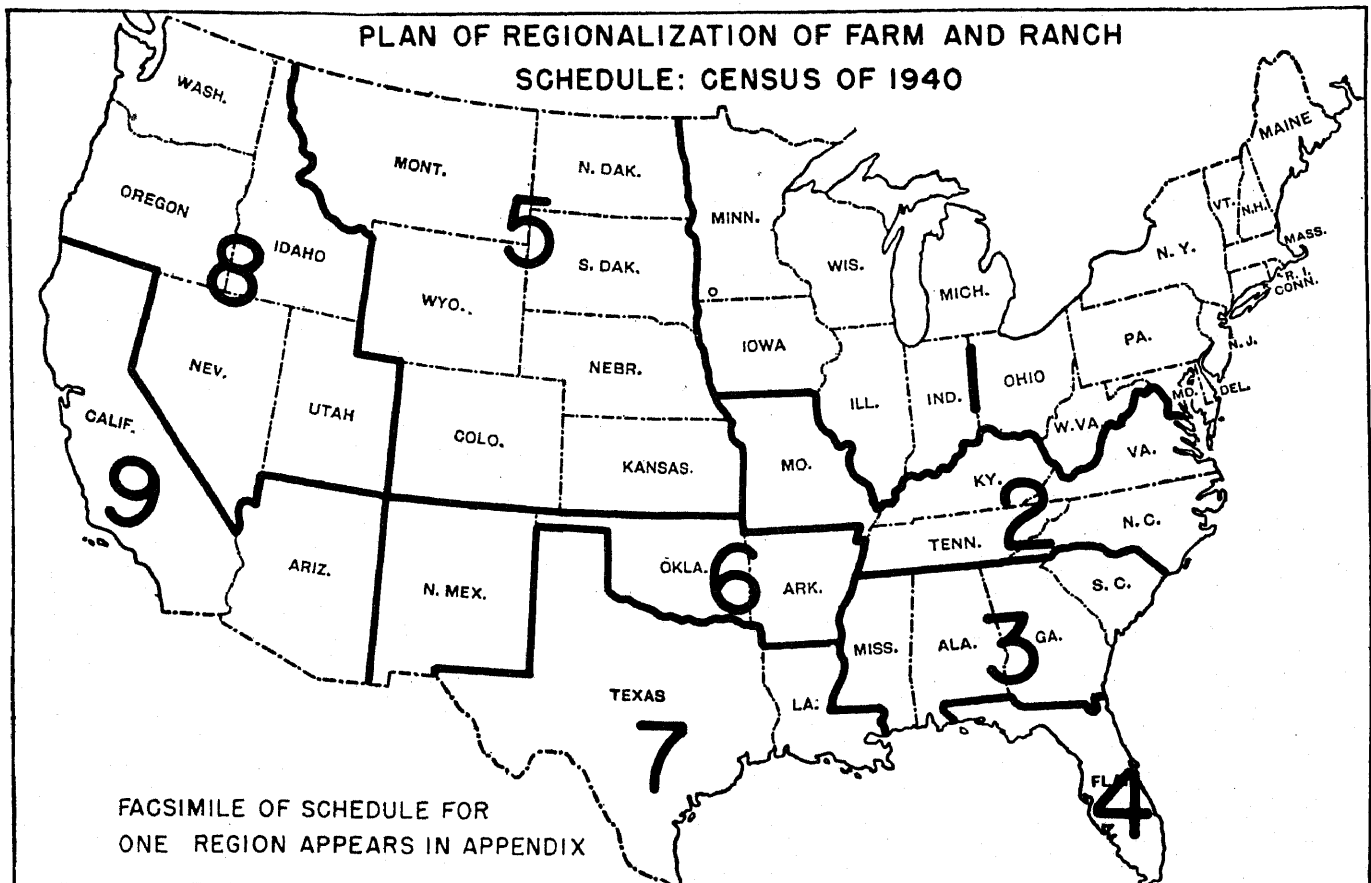 PLAN OF REGIONALIZATION OF FARM AND RANCH
SCHEDULE: CENSUS OF 1940
WASH.
MAINE
MONT.
N. DAK.
OREGON
MINN.
VT.
N.H.
5
MASS.
IDAHO
8
S. DAK.
WIS.
N.Y.
R. I.
CONN.
WYO.
MICH.
IOWA
PA.
N.J.
NEV.
NEBR.
OHIO
1
MD.
DEL.
UTAH
ILL.
IND.
CALIF.
COLO.
W.VA.
KANSAS.
MO.
VA.
9
KY.
2
N. C.
TENN.
ARIZ.
N. MEX.
OKLA.
6
ARK.
S. C.
MISS.
ALA.
3
GA.
TEXAS
LA.
7
FLA
4
FACSIMILE OF SCHEDULE FOR
ONE REGION APPEARS IN APPENDIX